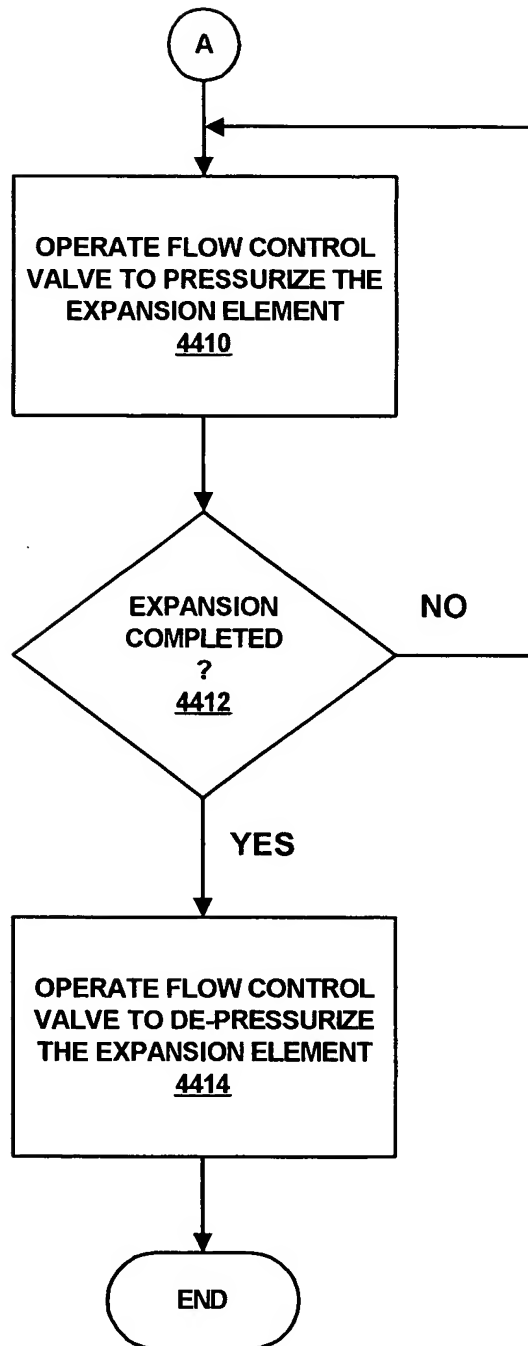 A
OPERATE FLOW CONTROL
VALVE TO PRESSURIZE THE
EXPANSION ELEMENT
4410
EXPANSION
COMPLETED
?
4412
NO
YES
OPERATE FLOW CONTROL
VALVE TO DE-PRESSURIZE
THE EXPANSION ELEMENT
4414
END